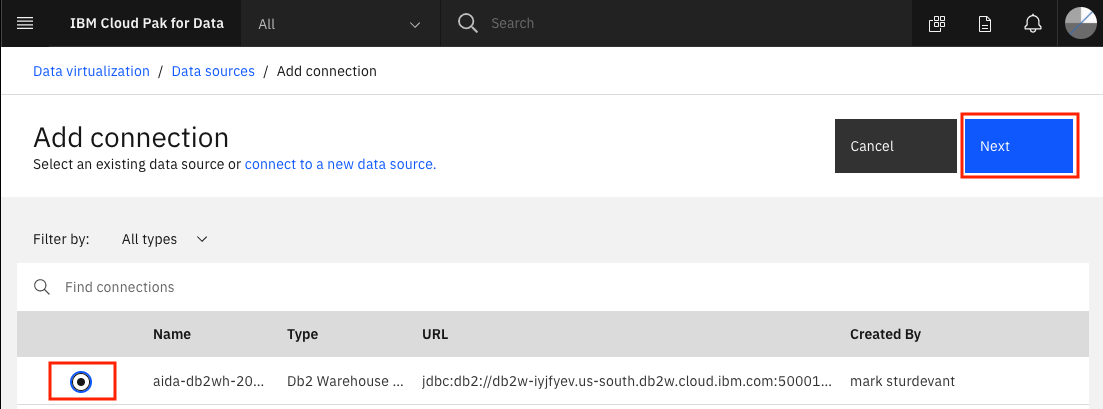 IBM Cloud Pak for Data All Search
Data virtualization / Data sources / Add connection
Add connection
Select an existing data source or connect to a new data source.
Cancel Next
Filter by: All types
Find connections
Name Type URL Created By
aida-db2wh-20... Db2 Warehouse ... jdbc:db2://db2w-iyjfyev.us-south.db2w.cloud.ibm.com:50001... mark sturdevant